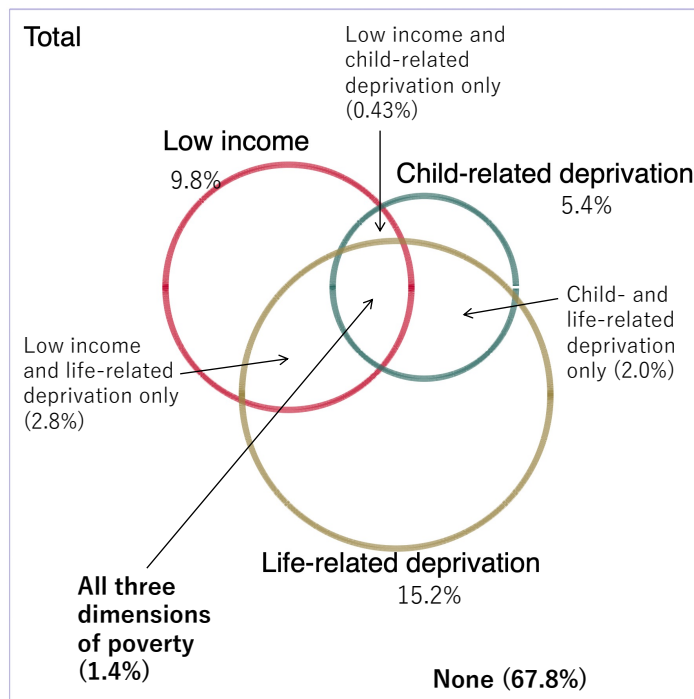 Total
Low income and
child-related
deprivation only
(0.43%)
Low income
9.8%
Child-related deprivation
5.4%
Child- and
life-related
deprivation
only (2.0%)
Low income
and life-related
deprivation only
(2.8%)
Life-related deprivation
15.2%
All three
dimensions
of poverty
(1.4%)
None (67.8%)